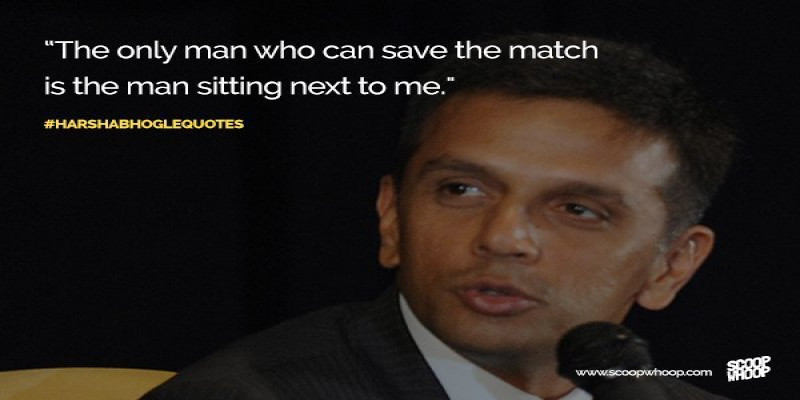 "The only man who can save the match
is the man sitting next to me."
#HARSHABHOGLEQUOTES
www.scoopwhoop.com
SCOOP
WHOOP